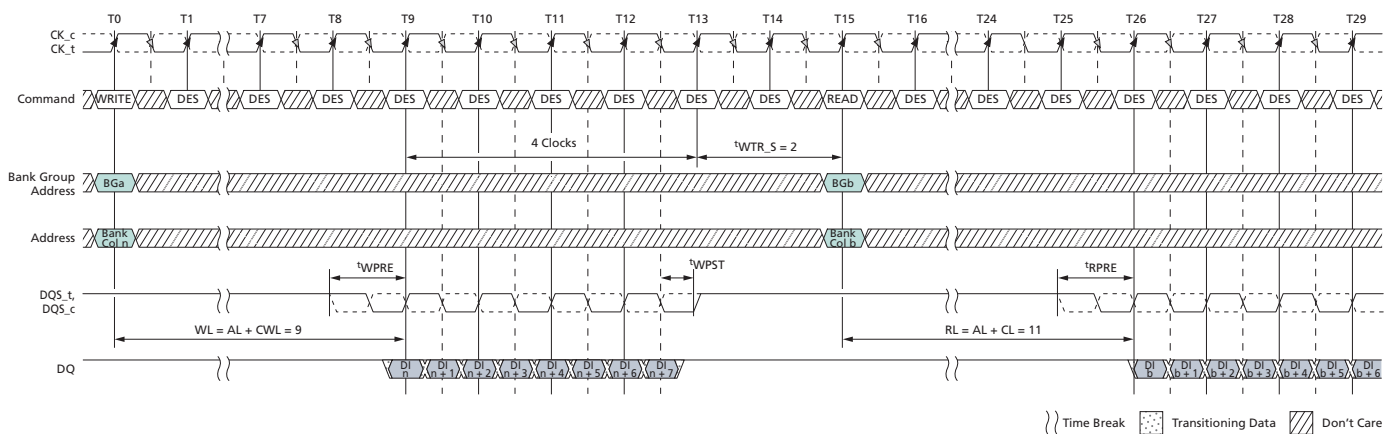 T0 T1 T7 T8 T9 T10 T11 T12 T13 T14 T15 T16 T24 T25 T26 T27 T28 T29
CK_c
CK_t
Command WRITE DES DES DES DES DES DES DES DES DES READ DES DES DES DES DES DES DES
4 Clocks tWTR_S = 2
Bank Group
Address
BGa BGb
Address
Bank
Col n
Bank
Col b
tWPRE tWPST tRPRE
DQS_t,
DQS_c
WL = AL + CWL = 9 RL = AL + CL = 11
DQ
DI
n
DI
n + 1
DI
n + 2
DI
n + 3
DI
n + 4
DI
n + 5
DI
n + 6
DI
n + 7
DI
b
DI
b + 1
DI
b + 2
DI
b + 3
DI
b + 4
DI
b + 5
DI
b + 6
Time Break Transitioning Data Don't Care